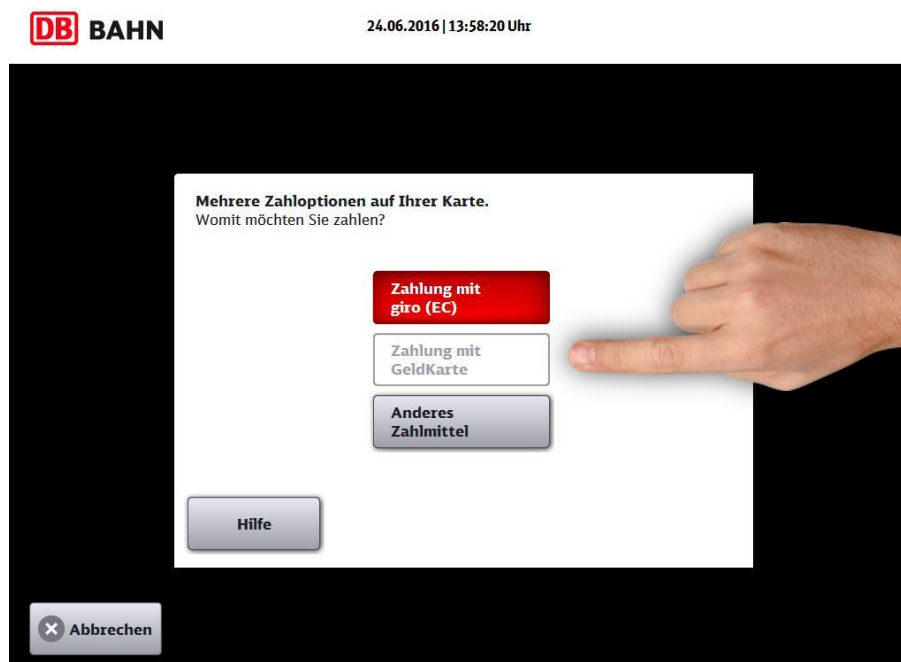 DB BAHN
24.06.2016 | 13:58:20 Uhr
Mehrere Zahloptionen auf Ihrer Karte.
Womit möchten Sie zahlen?
Zahlung mit
giro (EC)
Zahlung mit
GeldKarte
Anderes
Zahlmittel
Hilfe
Abbrechen